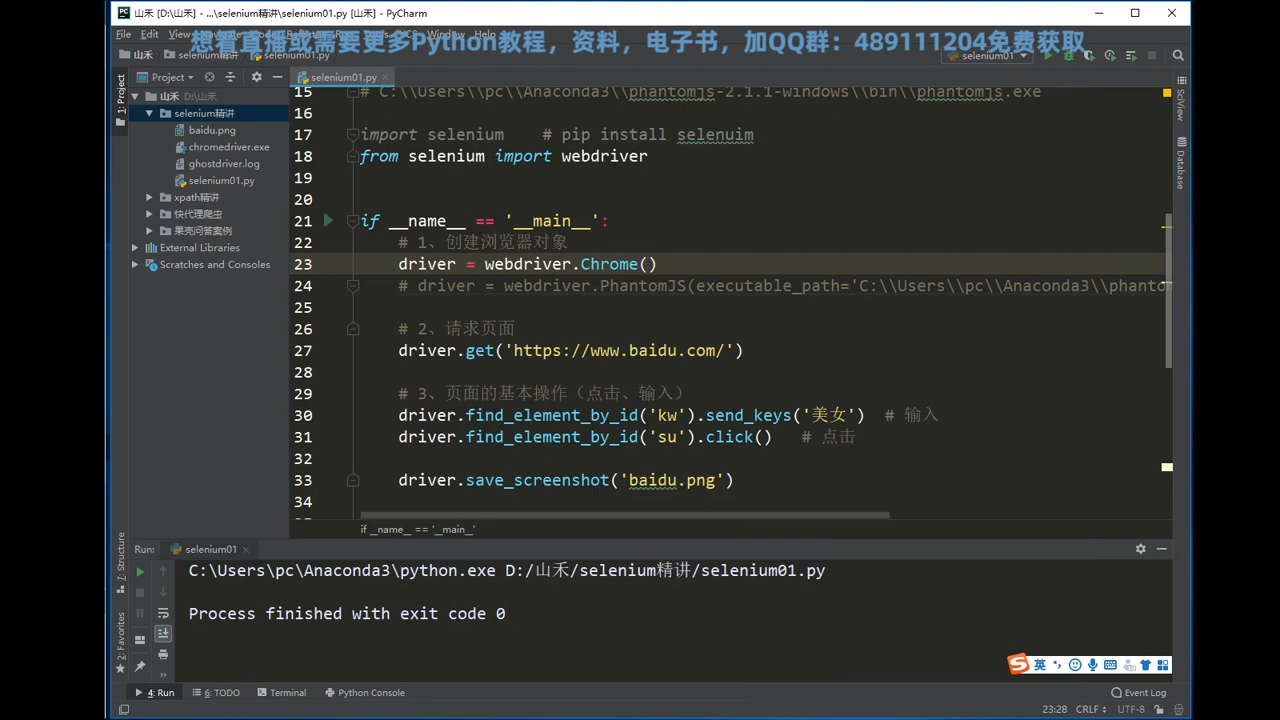 山禾 [D:\山禾] - ...\selenium精讲\selenium01.py [山禾] - PyCharm
File Edit View Window Help
想看直播或需要更多Python教程，资料，电子书，加QQ群：489111204免费获取
山禾 selenium精讲 selenium01.py selenium01
Project selenium01.py
1: Project
山禾 D:\山禾
selenium精讲
baidu.png
chromedriver.exe
ghostdriver.log
selenium01.py
xpath精讲
快代理爬虫
果壳问答案例
External Libraries
Scratches and Consoles
15 # C:\\Users\\pc\\Anaconda3\\phantomjs-2.1.1-windows\\bin\\phantomjs.exe
16
17 import selenium # pip install selenuim
18 from selenium import webdriver
19
20
21 if __name__ == '__main__':
22 # 1、创建浏览器对象
23 driver = webdriver.Chrome()
24 # driver = webdriver.PhantomJS(executable_path='C:\\Users\\pc\\Anaconda3\\phanto
25
26 # 2、请求页面
27 driver.get('https://www.baidu.com/')
28
29 # 3、页面的基本操作（点击、输入）
30 driver.find_element_by_id('kw').send_keys('美女') # 输入
31 driver.find_element_by_id('su').click() # 点击
32
33 driver.save_screenshot('baidu.png')
34
if __name__ == '__main__'
SciView
Database
7: Structure
2: Favorites
Run: selenium01
C:\Users\pc\Anaconda3\python.exe D:/山禾/selenium精讲/selenium01.py
Process finished with exit code 0
英
4: Run 6: TODO Terminal Python Console Event Log
23:28 CRLF UTF-8